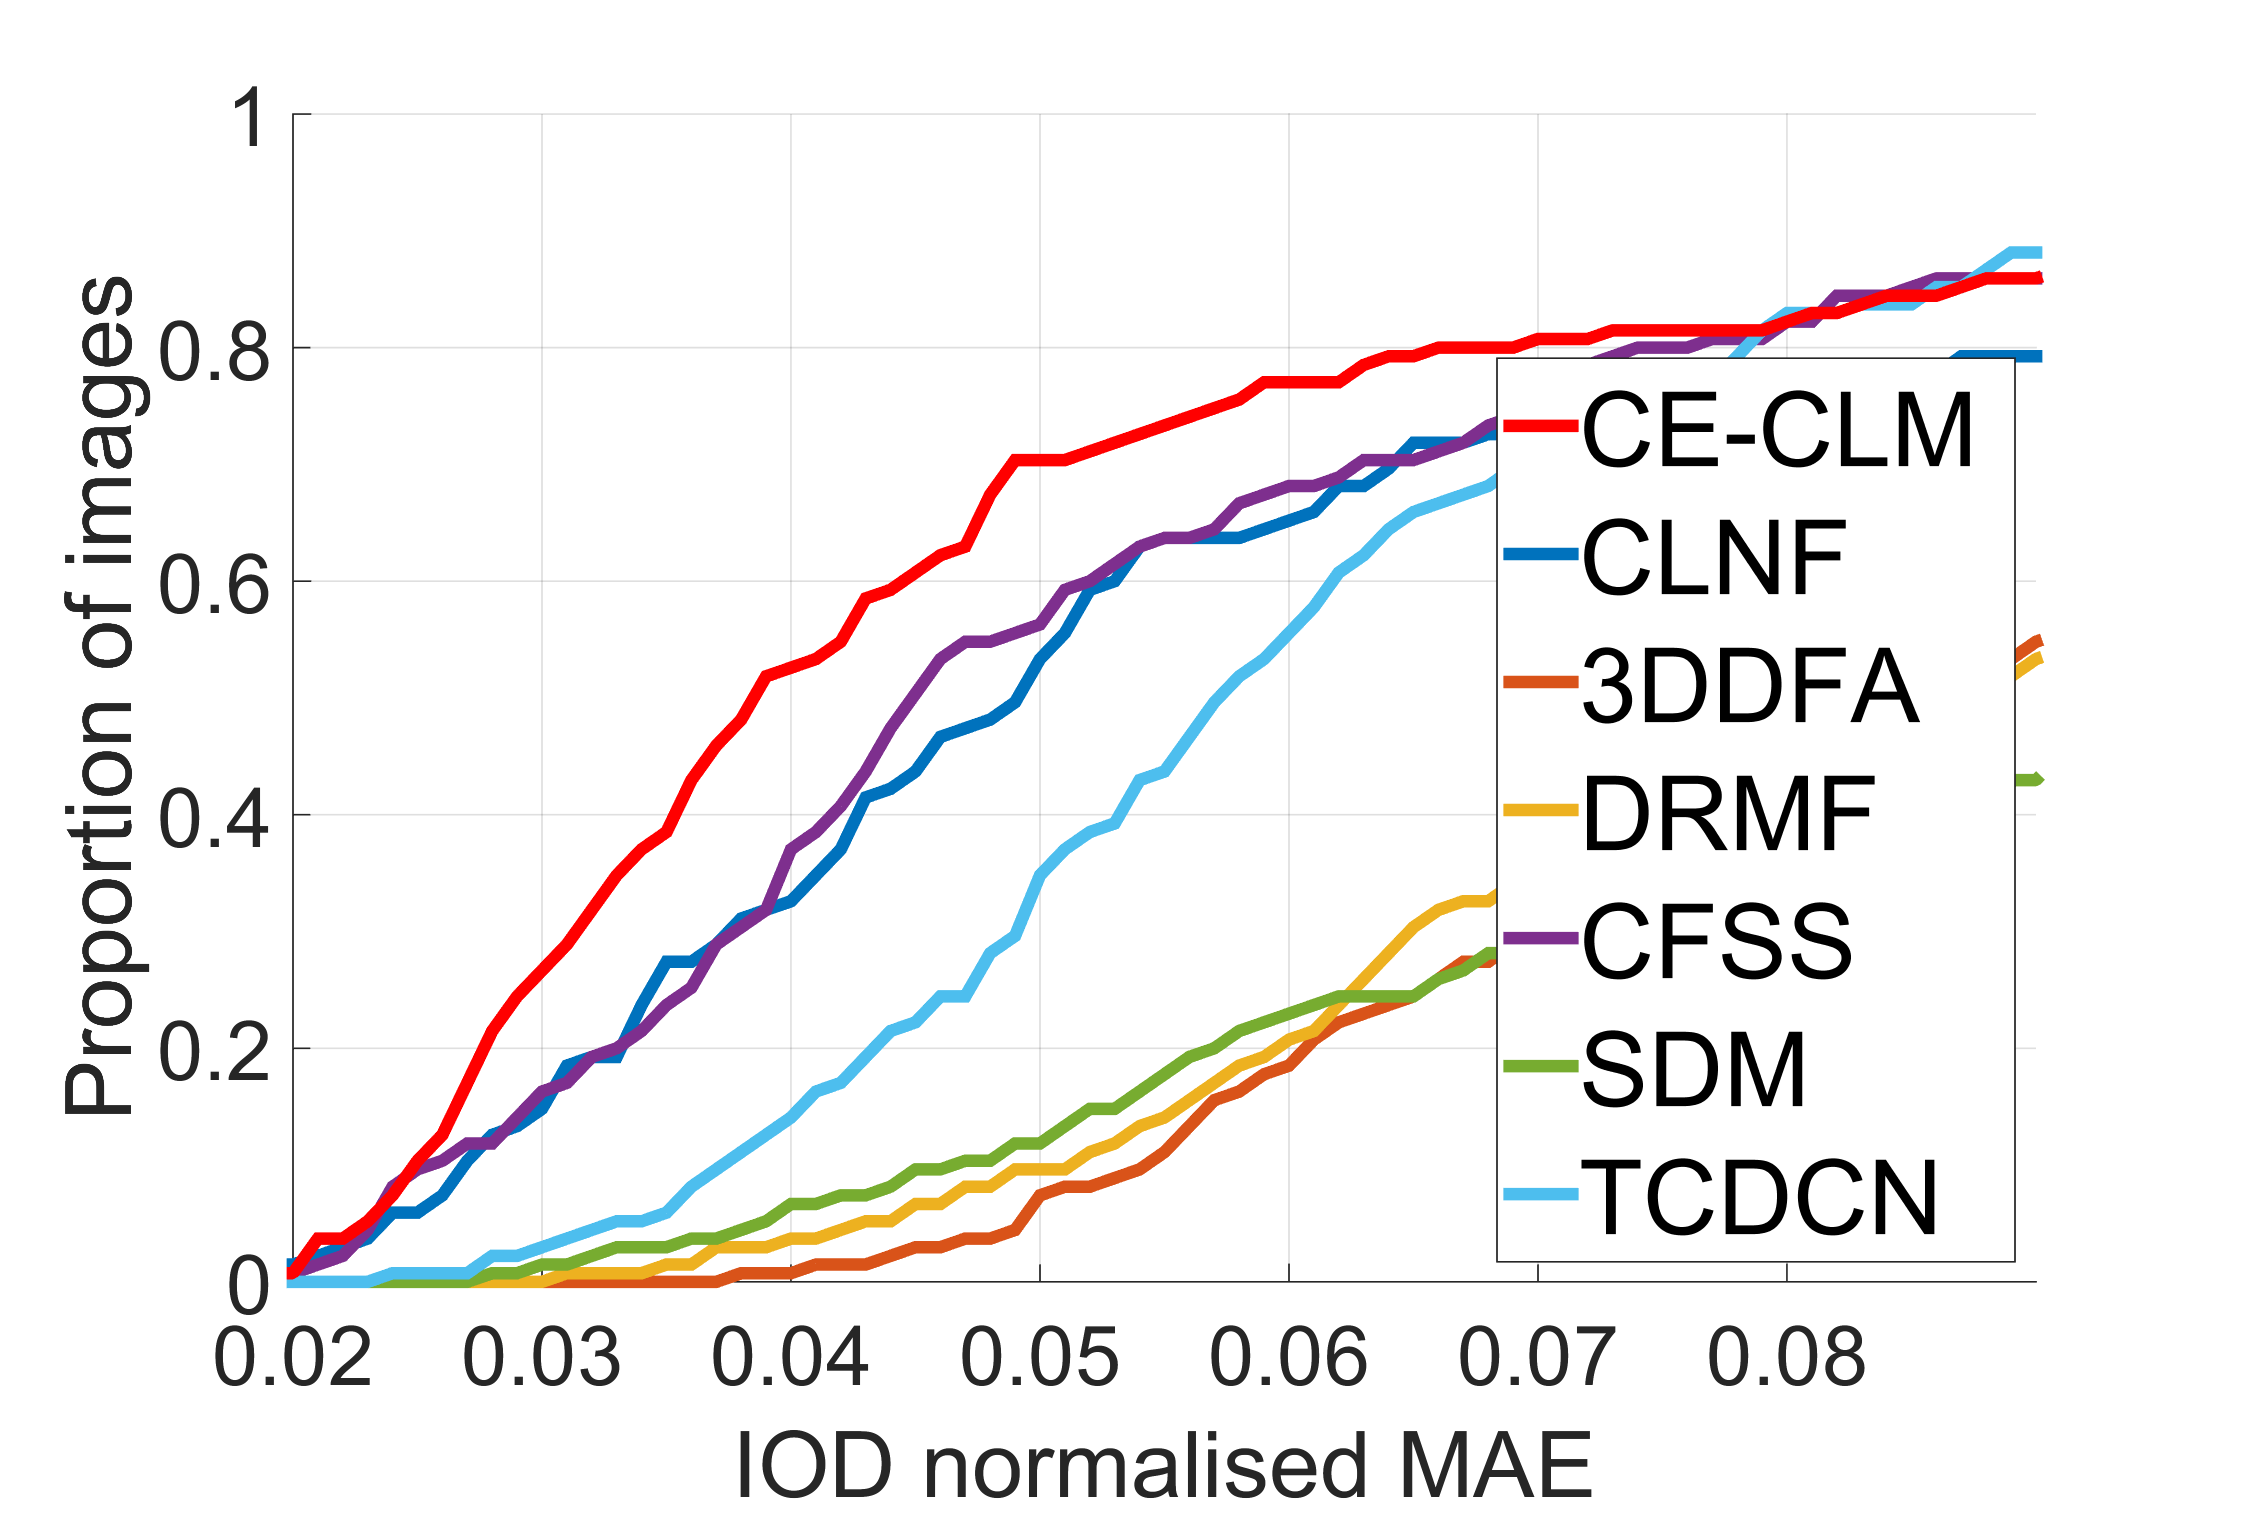 Proportion of images
1
0.8
0.6
0.4
0.2
0
0.02 0.03 0.04 0.05 0.06 0.07 0.08
IOD normalised MAE
CE-CLM
CLNF
3DDFA
DRMF
CFSS
SDM
TCDCN